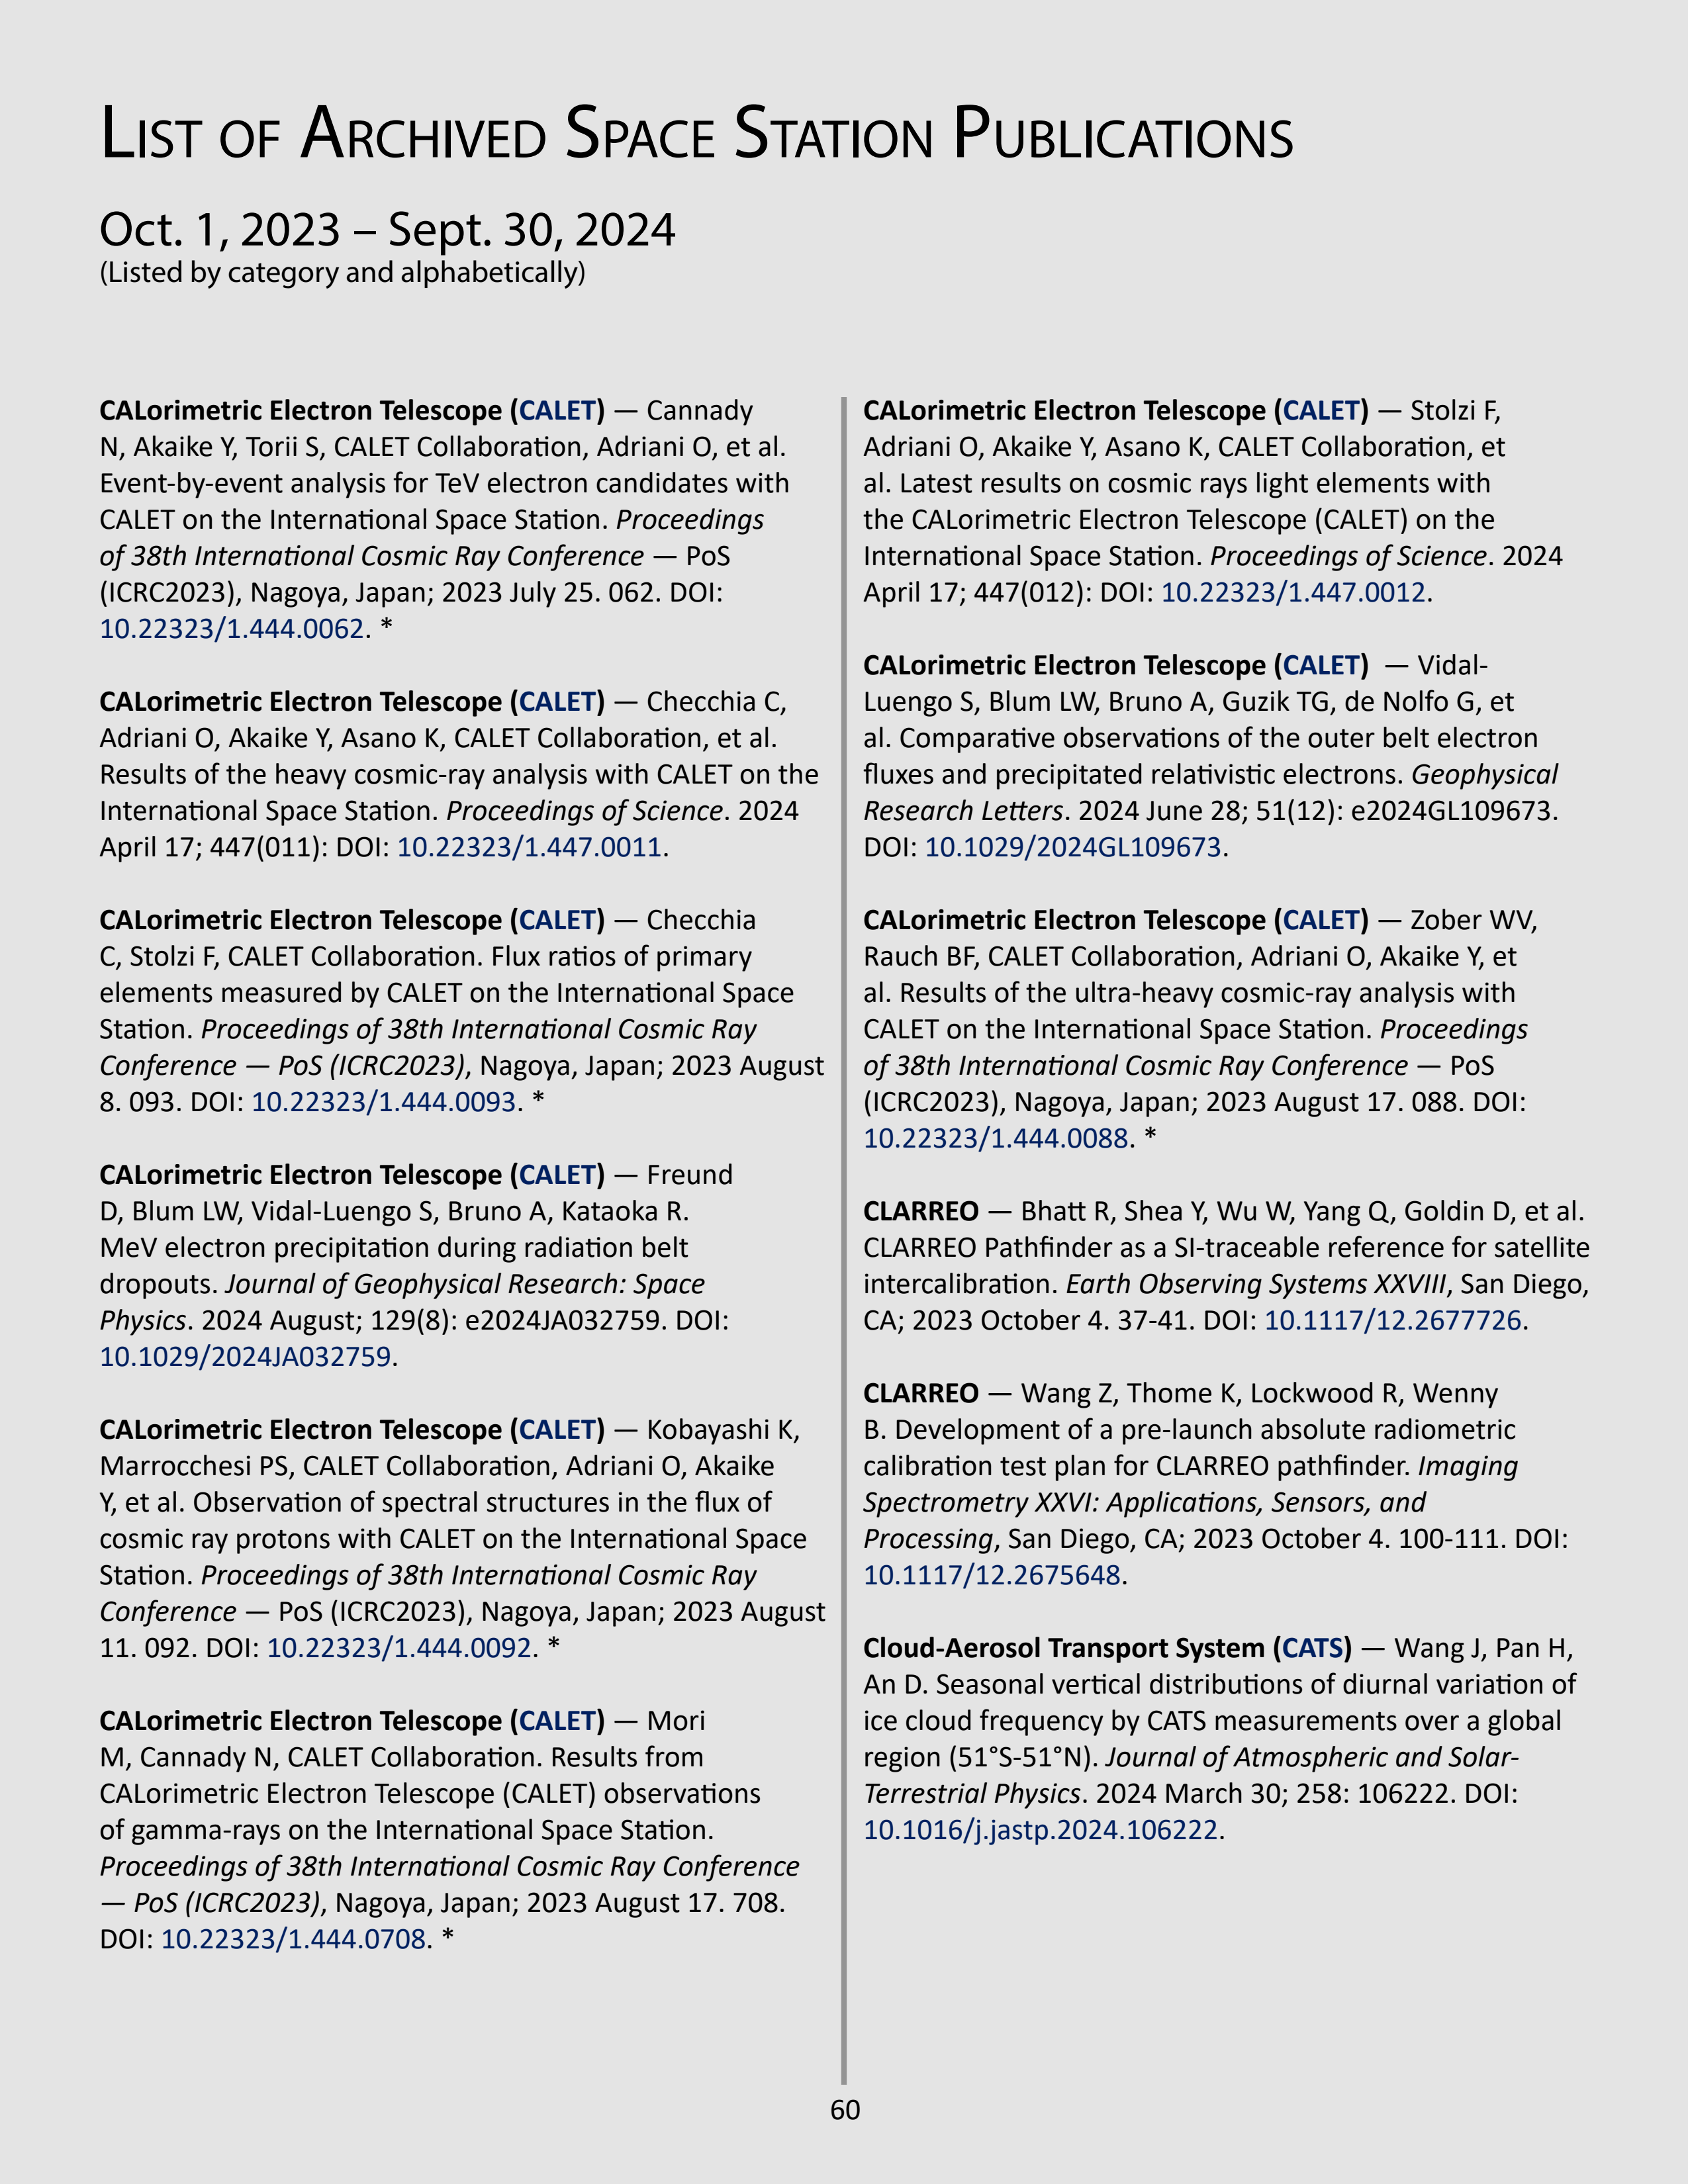 List of Archived Space Station Publications
Oct. 1, 2023 – Sept. 30, 2024
(Listed by category and alphabetically)
CALorimetric Electron Telescope (CALET) — Cannady
N, Akaike Y, Torii S, CALET Collaboration, Adriani O, et al.
Event-by-event analysis for TeV electron candidates with
CALET on the International Space Station. Proceedings
of 38th International Cosmic Ray Conference — PoS
(ICRC2023), Nagoya, Japan; 2023 July 25. 062. DOI:
10.22323/1.444.0062. *
CALorimetric Electron Telescope (CALET) — Checchia C,
Adriani O, Akaike Y, Asano K, CALET Collaboration, et al.
Results of the heavy cosmic-ray analysis with CALET on the
International Space Station. Proceedings of Science. 2024
April 17; 447(011): DOI: 10.22323/1.447.0011.
CALorimetric Electron Telescope (CALET) — Checchia
C, Stolzi F, CALET Collaboration. Flux ratios of primary
elements measured by CALET on the International Space
Station. Proceedings of 38th International Cosmic Ray
Conference — PoS (ICRC2023), Nagoya, Japan; 2023 August
8. 093. DOI: 10.22323/1.444.0093. *
CALorimetric Electron Telescope (CALET) — Freund
D, Blum LW, Vidal-Luengo S, Bruno A, Kataoka R.
MeV electron precipitation during radiation belt
dropouts. Journal of Geophysical Research: Space
Physics. 2024 August; 129(8): e2024JA032759. DOI:
10.1029/2024JA032759.
CALorimetric Electron Telescope (CALET) — Kobayashi K,
Marrocchesi PS, CALET Collaboration, Adriani O, Akaike
Y, et al. Observation of spectral structures in the flux of
cosmic ray protons with CALET on the International Space
Station. Proceedings of 38th International Cosmic Ray
Conference — PoS (ICRC2023), Nagoya, Japan; 2023 August
11. 092. DOI: 10.22323/1.444.0092. *
CALorimetric Electron Telescope (CALET) — Mori
M, Cannady N, CALET Collaboration. Results from
CALorimetric Electron Telescope (CALET) observations
of gamma-rays on the International Space Station.
Proceedings of 38th International Cosmic Ray Conference
— PoS (ICRC2023), Nagoya, Japan; 2023 August 17. 708.
DOI: 10.22323/1.444.0708. *
CALorimetric Electron Telescope (CALET) — Stolzi F,
Adriani O, Akaike Y, Asano K, CALET Collaboration, et
al. Latest results on cosmic rays light elements with
the CALorimetric Electron Telescope (CALET) on the
International Space Station. Proceedings of Science. 2024
April 17; 447(012): DOI: 10.22323/1.447.0012.
CALorimetric Electron Telescope (CALET) — Vidal-
Luengo S, Blum LW, Bruno A, Guzik TG, de Nolfo G, et
al. Comparative observations of the outer belt electron
fluxes and precipitated relativistic electrons. Geophysical
Research Letters. 2024 June 28; 51(12): e2024GL109673.
DOI: 10.1029/2024GL109673.
CALorimetric Electron Telescope (CALET) — Zober WV,
Rauch BF, CALET Collaboration, Adriani O, Akaike Y, et
al. Results of the ultra-heavy cosmic-ray analysis with
CALET on the International Space Station. Proceedings
of 38th International Cosmic Ray Conference — PoS
(ICRC2023), Nagoya, Japan; 2023 August 17. 088. DOI:
10.22323/1.444.0088. *
CLARREO — Bhatt R, Shea Y, Wu W, Yang Q, Goldin D, et al.
CLARREO Pathfinder as a SI-traceable reference for satellite
intercalibration. Earth Observing Systems XXVIII, San Diego,
CA; 2023 October 4. 37-41. DOI: 10.1117/12.2677726.
CLARREO — Wang Z, Thome K, Lockwood R, Wenny
B. Development of a pre-launch absolute radiometric
calibration test plan for CLARREO pathfinder. Imaging
Spectrometry XXVI: Applications, Sensors, and
Processing, San Diego, CA; 2023 October 4. 100-111. DOI:
10.1117/12.2675648.
Cloud-Aerosol Transport System (CATS) — Wang J, Pan H,
An D. Seasonal vertical distributions of diurnal variation of
ice cloud frequency by CATS measurements over a global
region (51°S-51°N). Journal of Atmospheric and Solar-
Terrestrial Physics. 2024 March 30; 258: 106222. DOI:
10.1016/j.jastp.2024.106222.
60